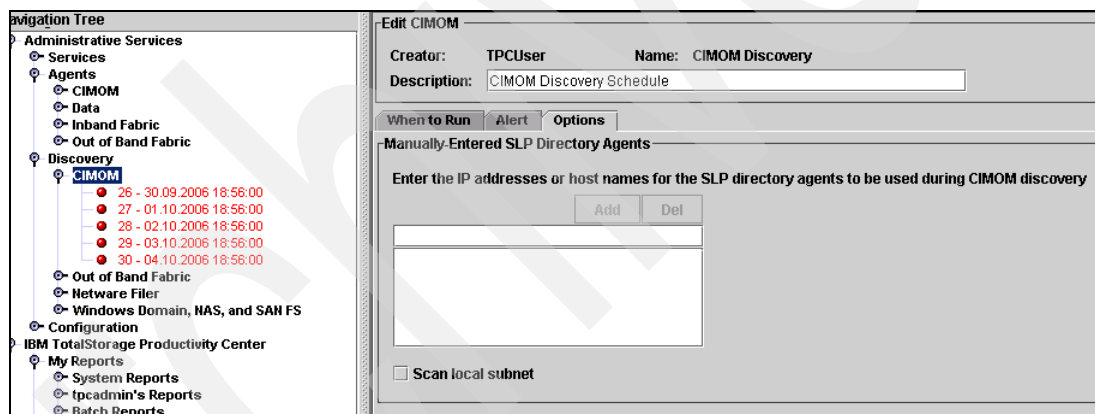 avigation Tree
Administrative Services
Services
Agents
CIMOM
Data
Inband Fabric
Out of Band Fabric
Discovery
CIMOM
26 - 30.09.2006 18:56:00
27 - 01.10.2006 18:56:00
28 - 02.10.2006 18:56:00
29 - 03.10.2006 18:56:00
30 - 04.10.2006 18:56:00
Out of Band Fabric
Netware Filer
Windows Domain, NAS, and SAN FS
Configuration
IBM TotalStorage Productivity Center
My Reports
System Reports
tpcadmin's Reports
Batch Reports
Edit CIMOM
Creator: TPCUser Name: CIMOM Discovery
Description: CIMOM Discovery Schedule
When to Run Alert Options
Manually-Entered SLP Directory Agents
Enter the IP addresses or host names for the SLP directory agents to be used during CIMOM discovery
Add Del
Scan local subnet